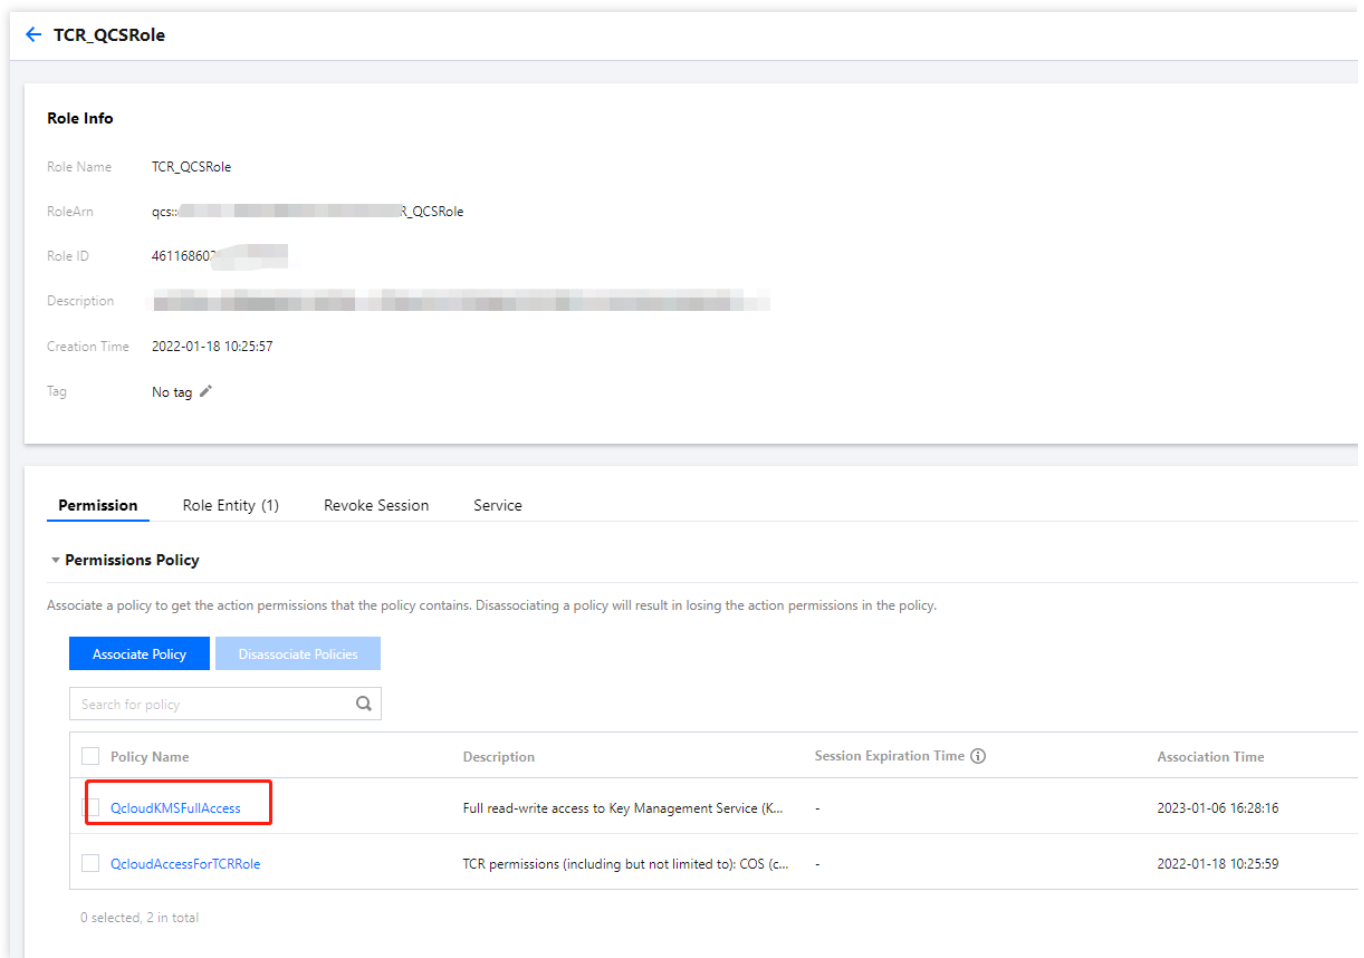 TCR_QCSRole
Role Info
Role Name TCR_QCSRole
RoleArn qcs:: R_QCSRole
Role ID 46116860
Description
Creation Time 2022-01-18 10:25:57
Tag No tag
Permission Role Entity (1) Revoke Session Service
Permissions Policy
Associate a policy to get the action permissions that the policy contains. Disassociating a policy will result in losing the action permissions in the policy.
Associate Policy Disassociate Policies
Search for policy
Policy Name Description Session Expiration Time Association Time
QcloudKMSFullAccess Full read-write access to Key Management Service (K... - 2023-01-06 16:28:16
QcloudAccessForTCRRole TCR permissions (including but not limited to): COS (c... - 2022-01-18 10:25:59
0 selected, 2 in total